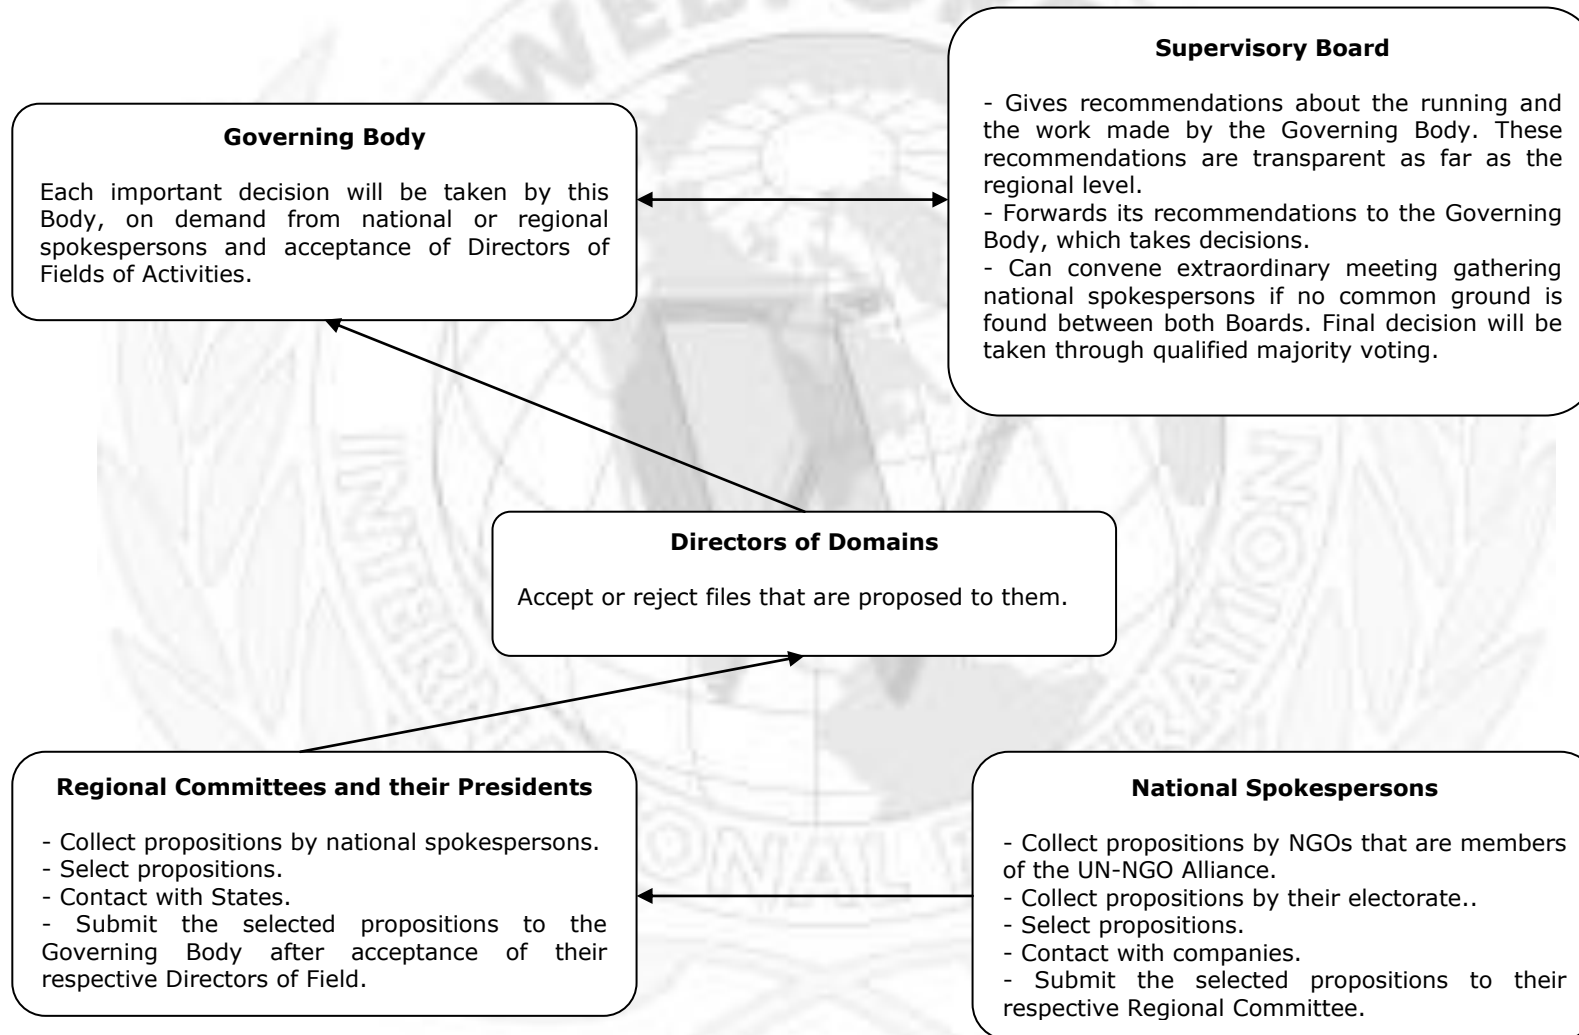 Supervisory Board
- Gives recommendations about the running and
the work made by the Governing Body. These
recommendations are transparent as far as the
regional level.
- Forwards its recommendations to the Governing
Body, which takes decisions.
- Can convene extraordinary meeting gathering
national spokespersons if no common ground is
found between both Boards. Final decision will be
taken through qualified majority voting.
Governing Body
Each important decision will be taken by this
Body, on demand from national or regional
spokespersons and acceptance of Directors of
Fields of Activities.
Directors of Domains
Accept or reject files that are proposed to them.
Regional Committees and their Presidents
- Collect propositions by national spokespersons.
- Select propositions.
- Contact with States.
- Submit the selected propositions to the
Governing Body after acceptance of their
respective Directors of Field.
National Spokespersons
- Collect propositions by NGOs that are members
of the UN-NGO Alliance.
- Collect propositions by their electorate..
- Select propositions.
- Contact with companies.
- Submit the selected propositions to their
respective Regional Committee.